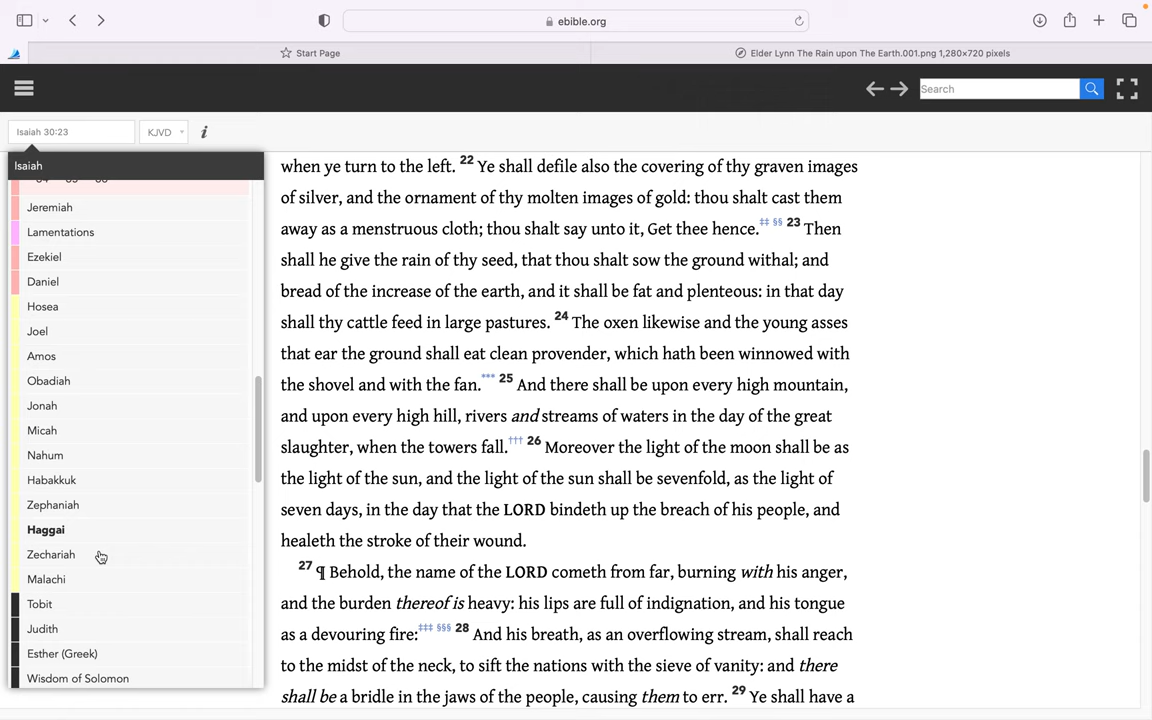 ebible.org
Start Page
Elder Lynn The Rain upon The Earth.001.png 1,280×720 pixels
Search
Isaiah 30:23
KJVD
i
Isaiah
Jeremiah
Lamentations
Ezekiel
Daniel
Hosea
Joel
Amos
Obadiah
Jonah
Micah
Nahum
Habakkuk
Zephaniah
Haggai
Zechariah
Malachi
Tobit
Judith
Esther (Greek)
Wisdom of Solomon
when ye turn to the left. 22 Ye shall defile also the covering of thy graven images
of silver, and the ornament of thy molten images of gold: thou shalt cast them
away as a menstruous cloth; thou shalt say unto it, Get thee hence.‡‡ §§ 23 Then
shall he give the rain of thy seed, that thou shalt sow the ground withal; and
bread of the increase of the earth, and it shall be fat and plenteous: in that day
shall thy cattle feed in large pastures. 24 The oxen likewise and the young asses
that ear the ground shall eat clean provender, which hath been winnowed with
the shovel and with the fan.*** 25 And there shall be upon every high mountain,
and upon every high hill, rivers and streams of waters in the day of the great
slaughter, when the towers fall.††† 26 Moreover the light of the moon shall be as
the light of the sun, and the light of the sun shall be sevenfold, as the light of
seven days, in the day that the LORD bindeth up the breach of his people, and
healeth the stroke of their wound.
27 ¶ Behold, the name of the LORD cometh from far, burning with his anger,
and the burden thereof is heavy: his lips are full of indignation, and his tongue
as a devouring fire:‡‡‡ §§§ 28 And his breath, as an overflowing stream, shall reach
to the midst of the neck, to sift the nations with the sieve of vanity: and there
shall be a bridle in the jaws of the people, causing them to err. 29 Ye shall have a